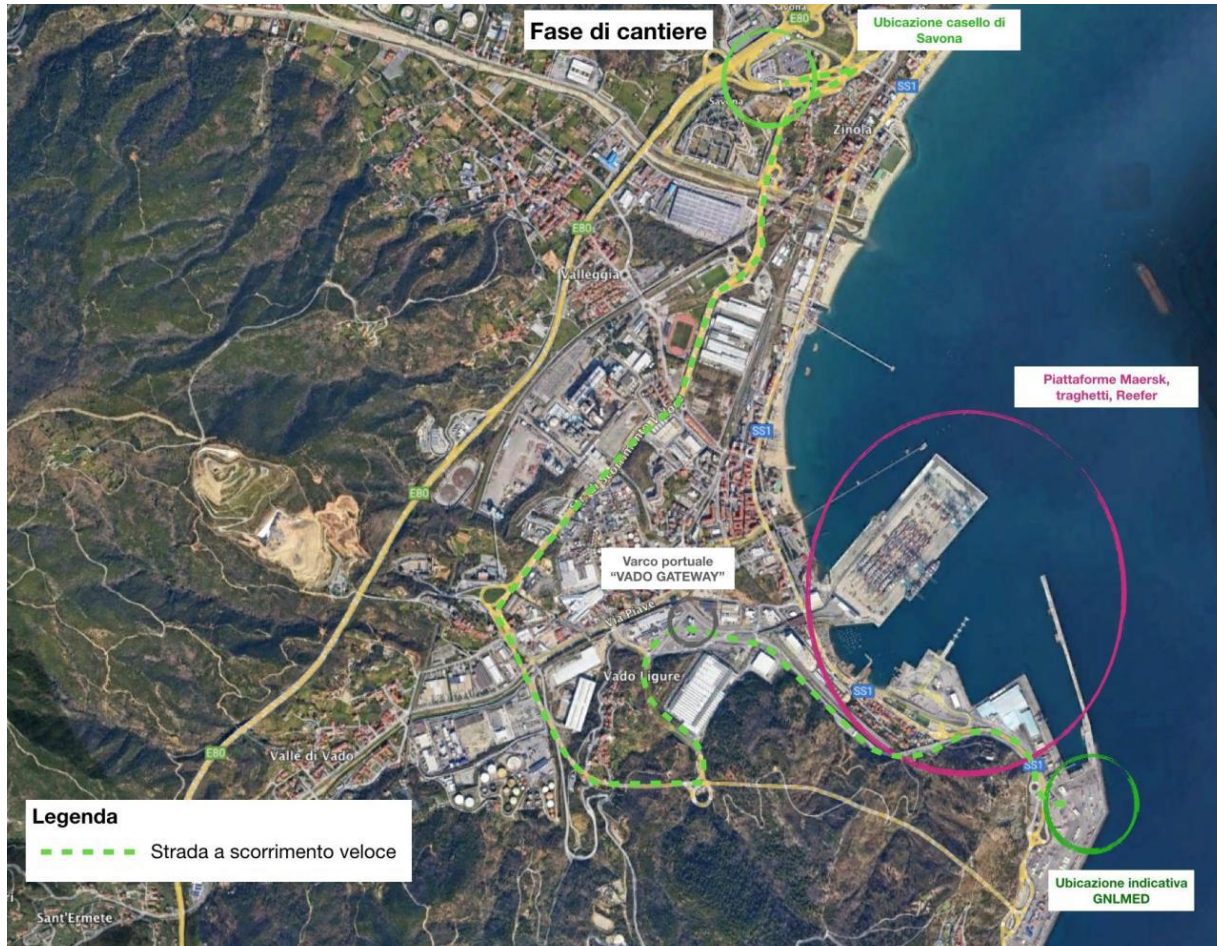 Savona
E80
Fase di cantiere
Ubicazione casello di
Savona
SS1
Savona
Zinola
E80
Valleggia
Piattaforme Maersk,
traghetti, Reefer
SS1
E80
Varco portuale
“VADO GATEWAY”
Via Piave
Vado Ligure
SS1
Valle di Vado
E80
SS1
Legenda
Strada a scorrimento veloce
Ubicazione indicativa
GNLMED
Sant'Ermete